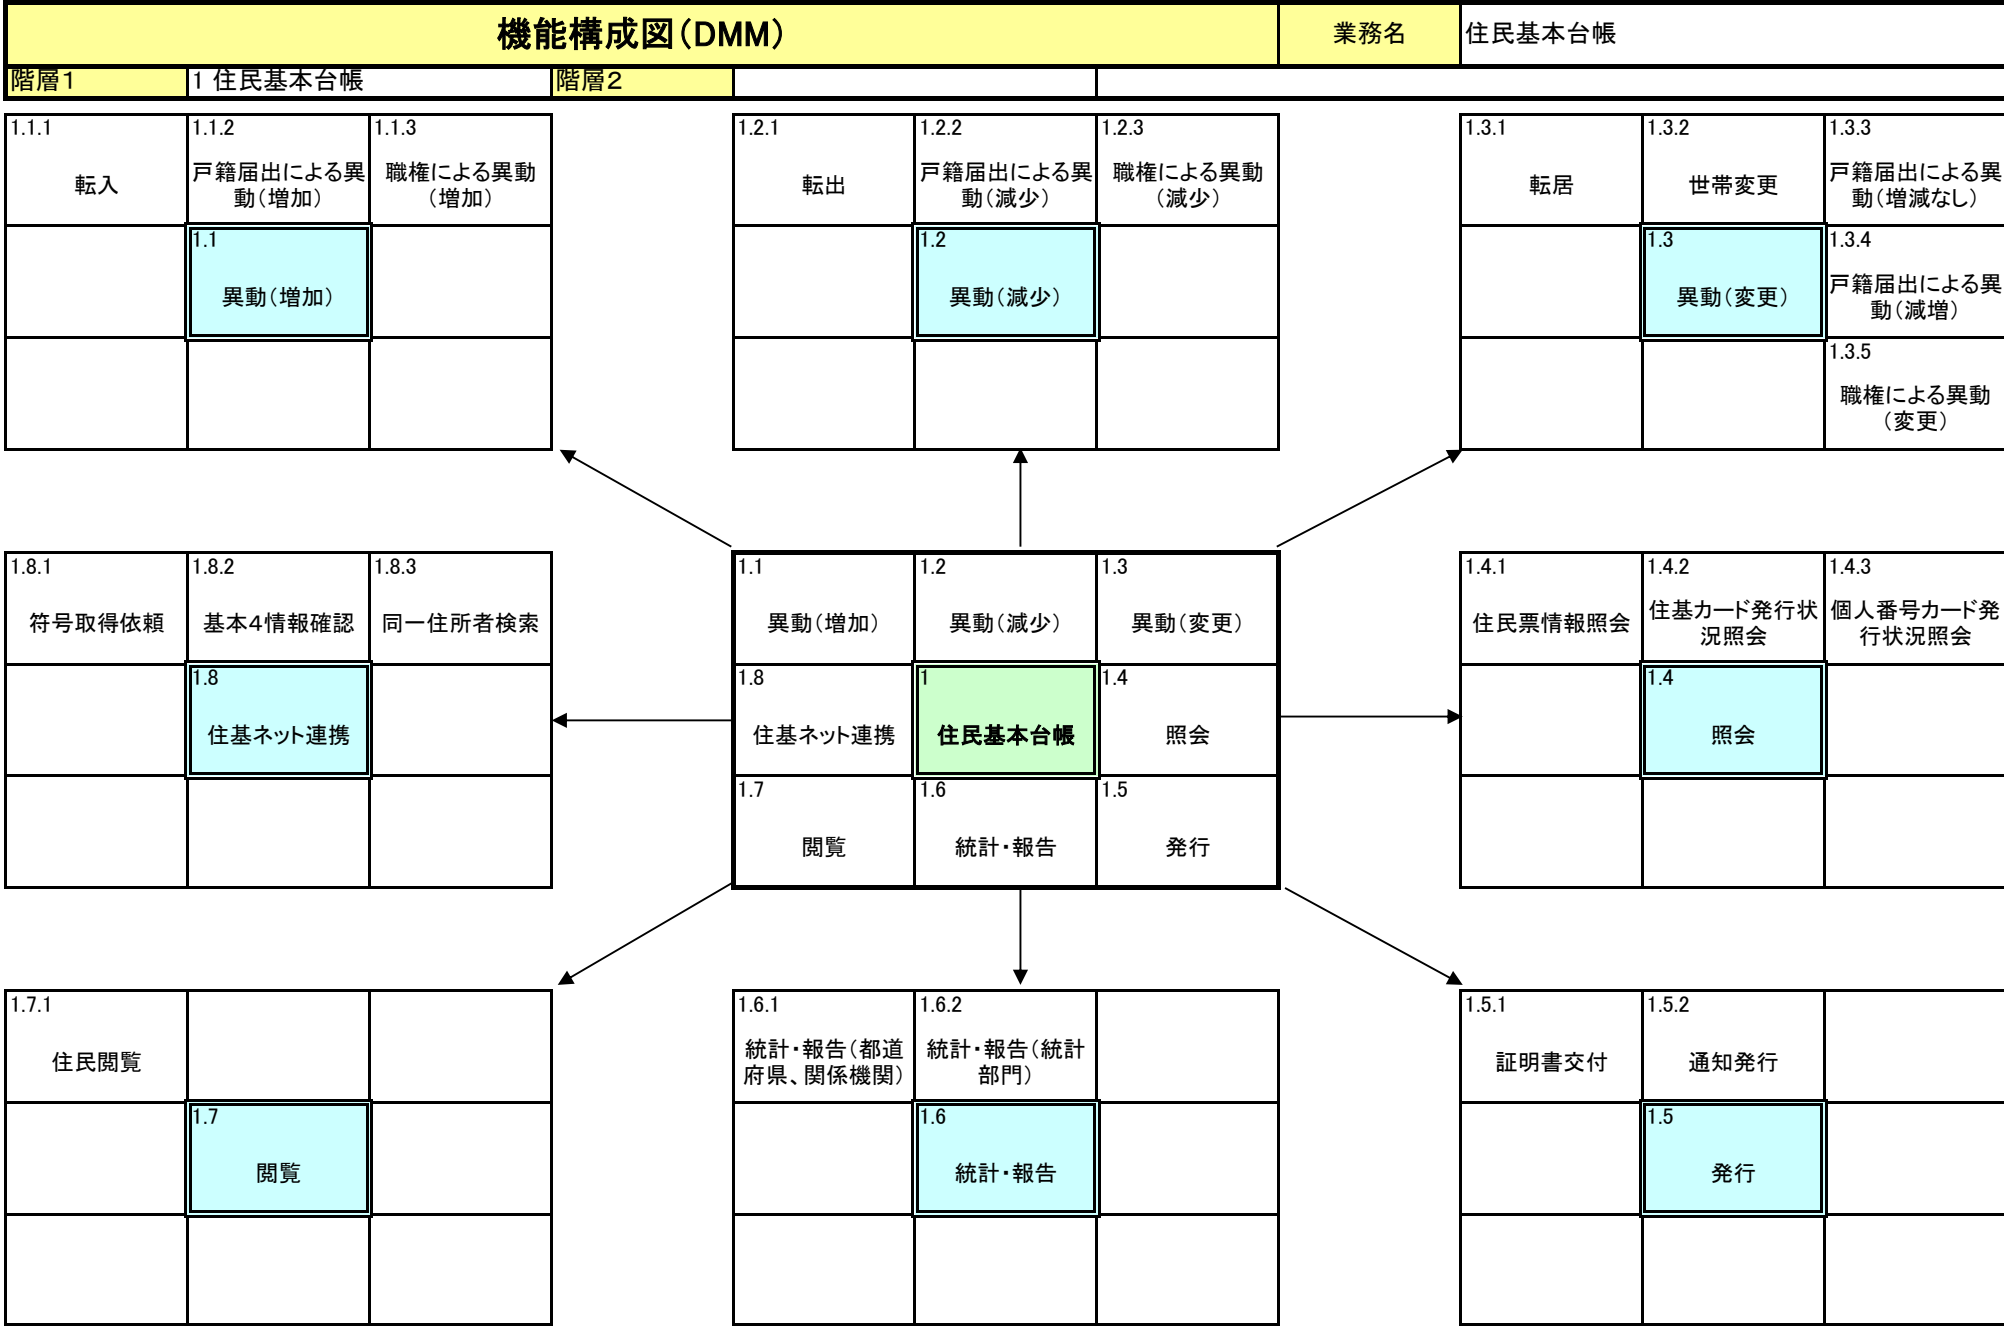 機能構成図(DMM)
業務名
住民基本台帳
階層1
1 住民基本台帳
階層2
1.1.1
転入
1.1.2
戸籍届出による異
動(増加)
1.1.3
職権による異動
(増加)
1.1
異動(増加)
1.2.1
転出
1.2.2
戸籍届出による異
動(減少)
1.2.3
職権による異動
(減少)
1.2
異動(減少)
1.3.1
転居
1.3.2
世帯変更
1.3.3
戸籍届出による異
動(増減なし)
1.3
異動(変更)
1.3.4
戸籍届出による異
動(減増)
1.3.5
職権による異動
(変更)
1.8.1
符号取得依頼
1.8.2
基本4情報確認
1.8.3
同一住所者検索
1.8
住基ネット連携
1.1
異動(増加)
1.2
異動(減少)
1.3
異動(変更)
1.8
住基ネット連携
1
住民基本台帳
1.4
照会
1.7
閲覧
1.6
統計・報告
1.5
発行
1.4.1
住民票情報照会
1.4.2
住基カード発行状
況照会
1.4.3
個人番号カード発
行状況照会
1.4
照会
1.7.1
住民閲覧
1.7
閲覧
1.6.1
統計・報告(都道
府県、関係機関)
1.6.2
統計・報告(統計
部門)
1.6
統計・報告
1.5.1
証明書交付
1.5.2
通知発行
1.5
発行